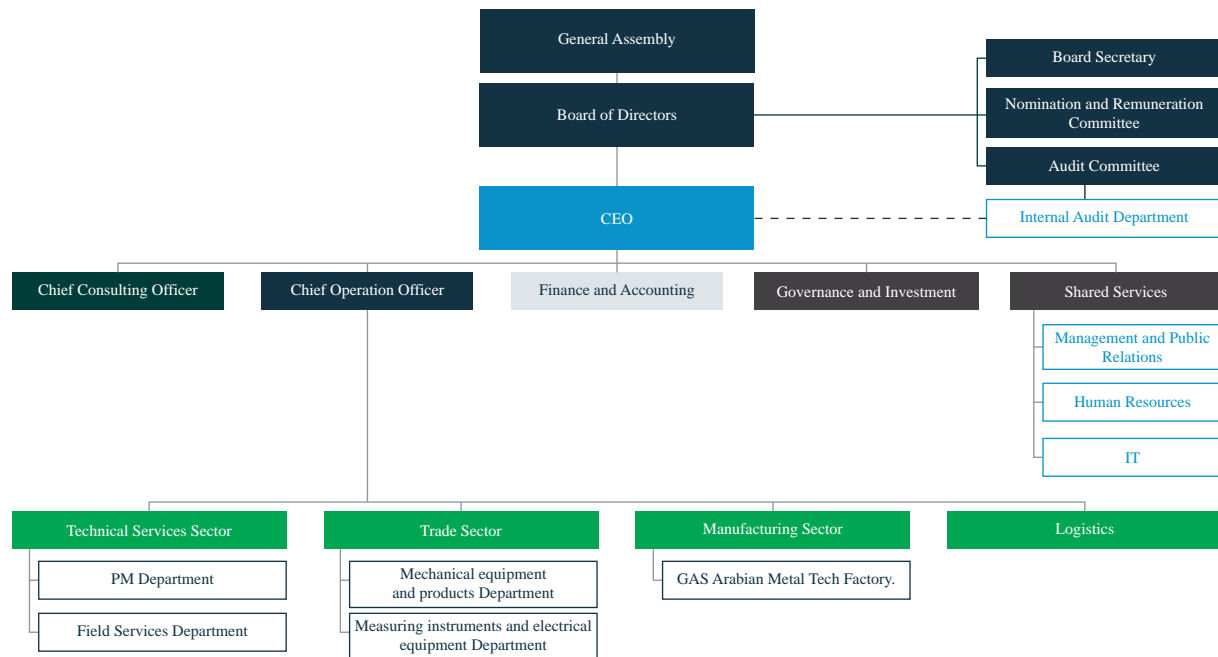 General Assembly
Board of Directors
Board Secretary
Nomination and Remuneration
Committee
Audit Committee
CEO
Internal Audit Department
Chief Consulting Officer
Chief Operation Officer
Finance and Accounting
Governance and Investment
Shared Services
Management and Public
Relations
Human Resources
IT
Technical Services Sector
Trade Sector
Manufacturing Sector
Logistics
PM Department
Field Services Department
Mechanical equipment
and products Department
Measuring instruments and electrical
equipment Department
GAS Arabian Metal Tech Factory.